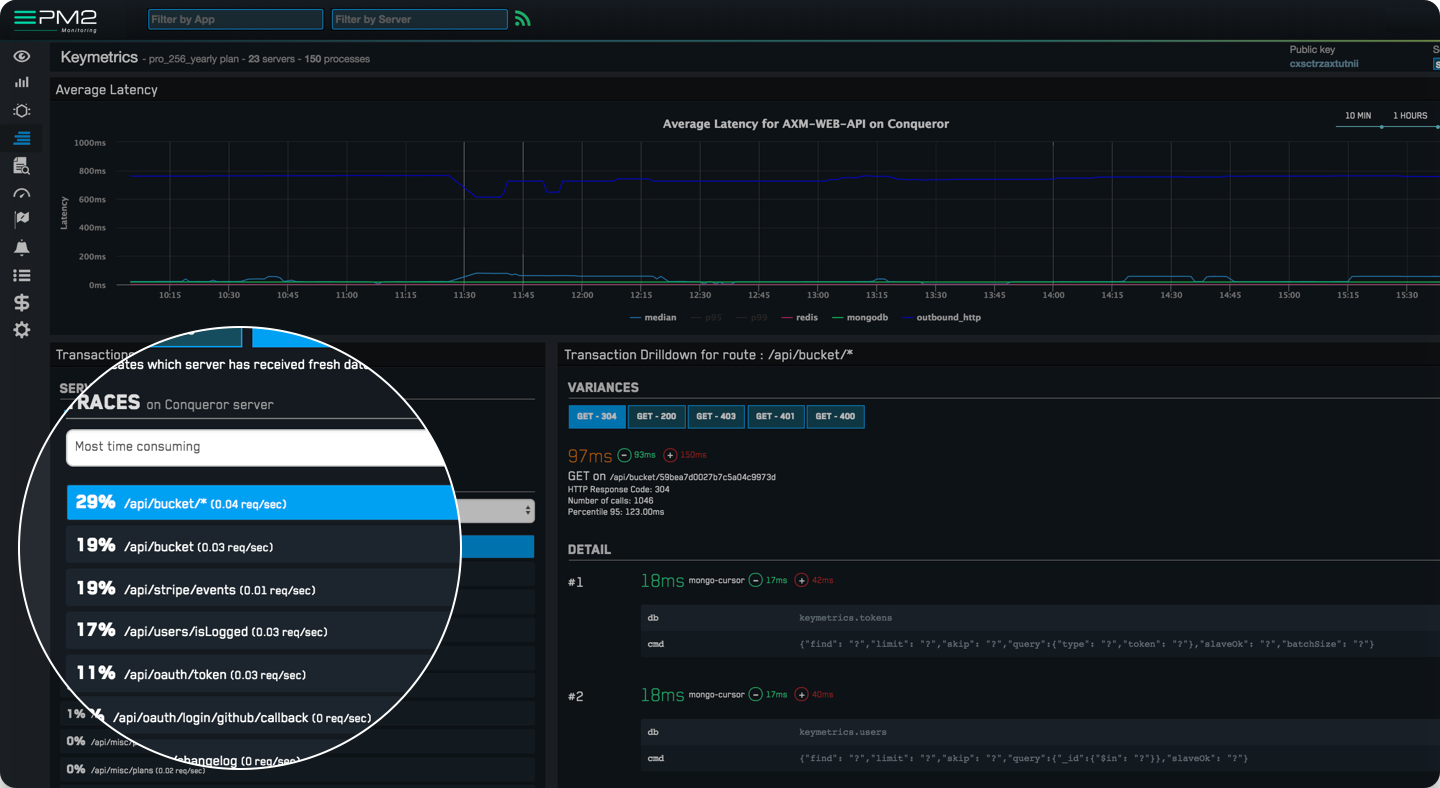 PM2
Monitoring
Filter by App
Filter by Server
Keymetrics - pro_256_yearly plan - 23 servers - 150 processes
Public key
cxsctrzaxtutnii
Average Latency
Average Latency for AXM-WEB-API on Conqueror
10 MIN 1 HOURS
Latency
1000ms
800ms
600ms
400ms
200ms
0ms
10:15 10:30 10:45 11:00 11:15 11:30 11:45 12:00 12:15 12:30 12:45 13:00 13:15 13:30 13:45 14:00 14:15 14:30 14:45 15:00 15:15 15:30
median p95 p99 redis mongodb outbound_http
Transactions
which server has received fresh data
SER
TRACES on Conqueror server
Most time consuming
29% /api/bucket/* (0.04 req/sec)
19% /api/bucket (0.03 req/sec)
19% /api/stripe/events (0.01 req/sec)
17% /api/users/isLogged (0.03 req/sec)
11% /api/oauth/token (0.03 req/sec)
1% % /api/oauth/login/github/callback (0 req/sec)
0% /api/misc/
/changelog (0 req/sec)
0% /api/misc/plans (0.02 req/sec)
Transaction Drilldown for route : /api/bucket/*
VARIANCES
GET - 304 GET - 200 GET - 403 GET - 401 GET - 400
97ms 93ms 150ms
GET on /api/bucket/59bea7d0027b7c5a04c9973d
HTTP Response Code: 304
Number of calls: 1046
Percentile 95: 123.00ms
DETAIL
#1 18ms mongo-cursor 17ms 42ms
db keymetrics.tokens
cmd {"find": "?","limit": "?","skip": "?","query":{"type": "?","token": "?"},"slaveOk": "?","batchSize": "?"}
#2 18ms mongo-cursor 17ms 40ms
db keymetrics.users
cmd {"find": "?","limit": "?","skip": "?","query":{"_id":{"$in": "?"}},"slaveOk": "?"}